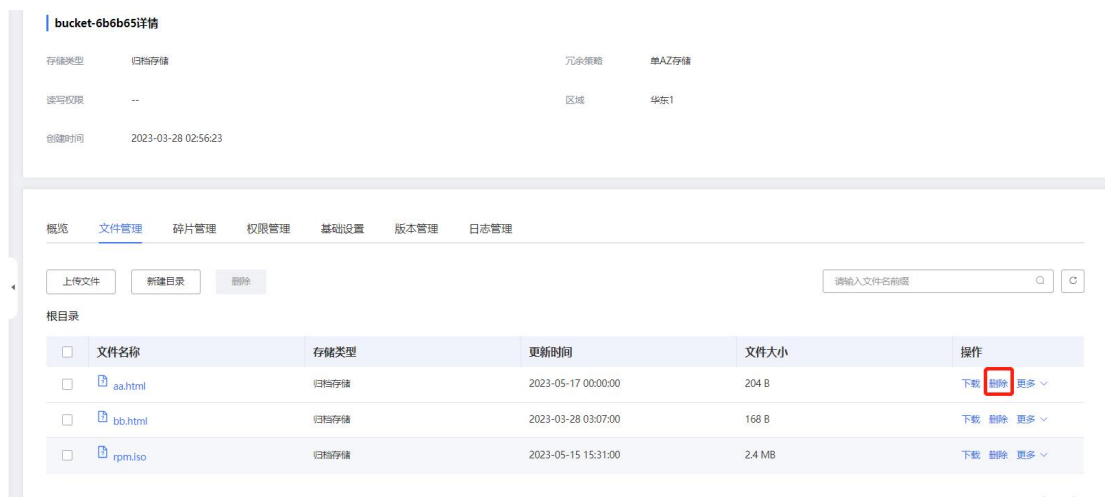 bucket-6b6b65详情
存储类型 归档存储 冗余策略 单AZ存储
读写权限 -- 区域 华东1
创建时间 2023-03-28 02:56:23
概览 文件管理 碎片管理 权限管理 基础设置 版本管理 日志管理
上传文件 新建目录 删除 请输入文件名前缀
根目录
文件名称 存储类型 更新时间 文件大小 操作
aa.html 归档存储 2023-05-17 00:00:00 204 B 下载 删除 更多
bb.html 归档存储 2023-03-28 03:07:00 168 B 下载 删除 更多
rpm.iso 归档存储 2023-05-15 15:31:00 2.4 MB 下载 删除 更多